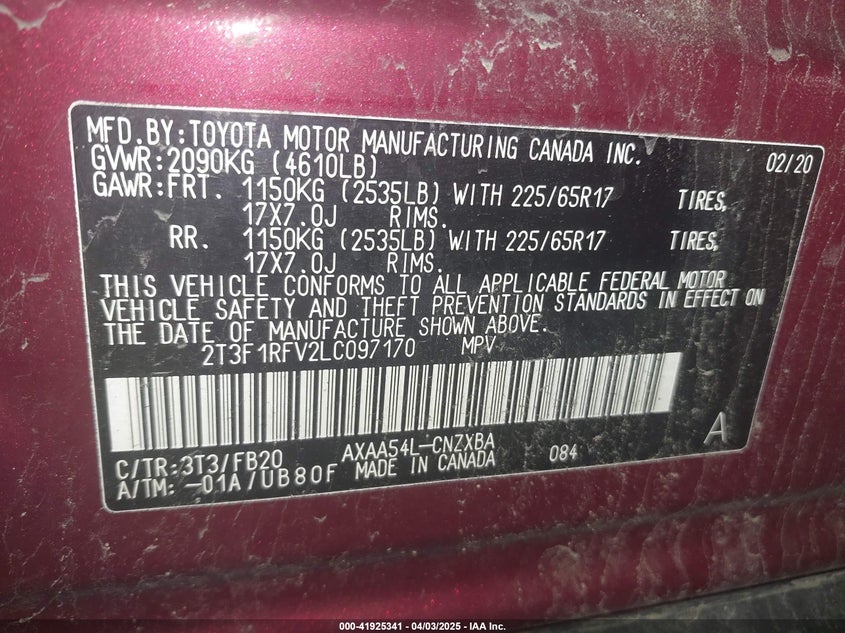 MFD.BY:TOYOTA MOTOR MANUFACTURING CANADA INC. 02/20
GVWR:2090KG (4610LB)
GAWR:FRT. 1150KG (2535LB) WITH 225/65R17 TIRES,
17X7.0J RIMS.
RR. 1150KG (2535LB) WITH 225/65R17 TIRES,
17X7.0J RIMS.
THIS VEHICLE CONFORMS TO ALL APPLICABLE FEDERAL MOTOR
VEHICLE SAFETY AND THEFT PREVENTION STANDARDS IN EFFECT ON
THE DATE OF MANUFACTURE SHOWN ABOVE.
2T3F1RFV2LC097170 MPV
A
C/TR:3T3/FB20 AXAA54L-CNZXBA 084
A/TM: -01A/UB80F MADE IN CANADA
000-41925341 - 04/03/2025 - IAA Inc.